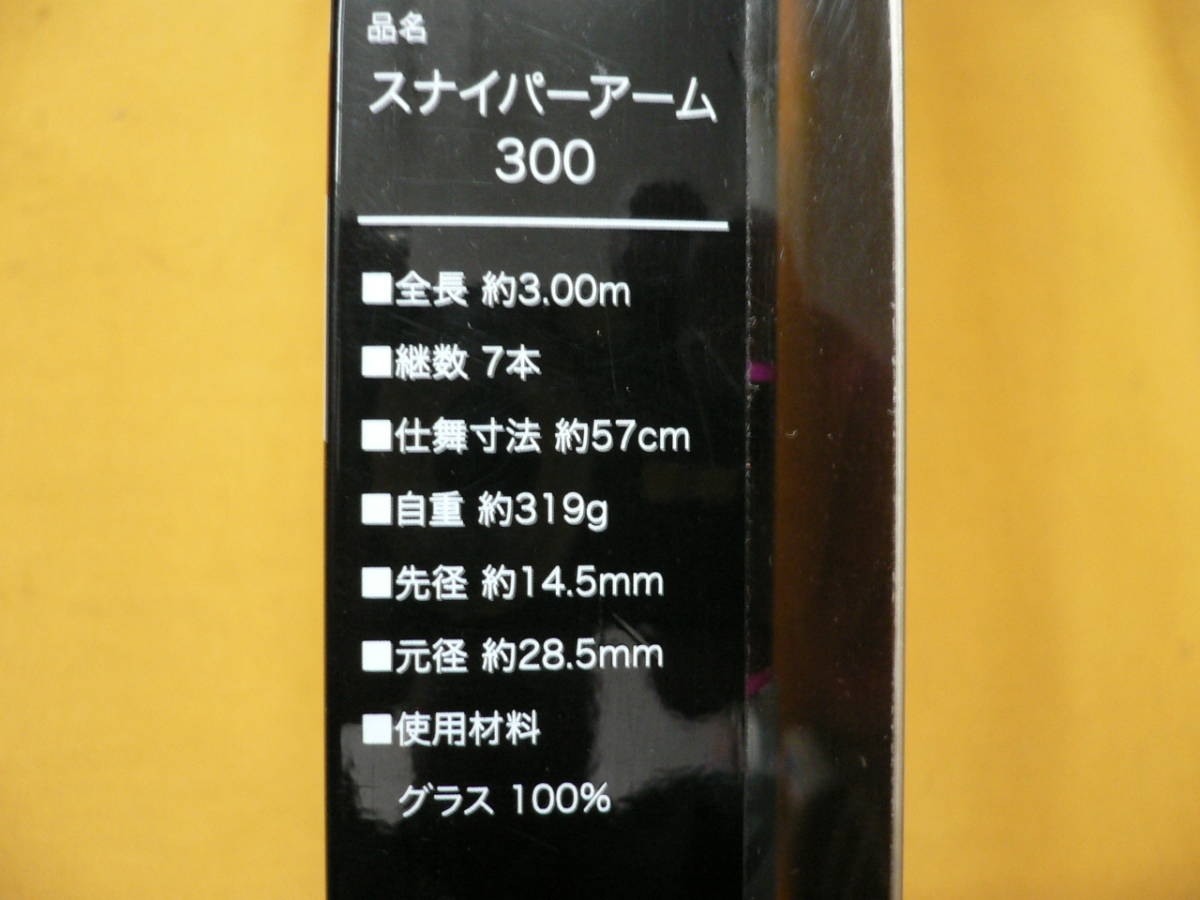 品名
スナイパーアーム
300
■全長 約3.00m
■継数 7本
■仕舞寸法 約57cm
■自重 約319g
■先径 約14.5mm
■元径 約28.5mm
■使用材料
グラス 100%